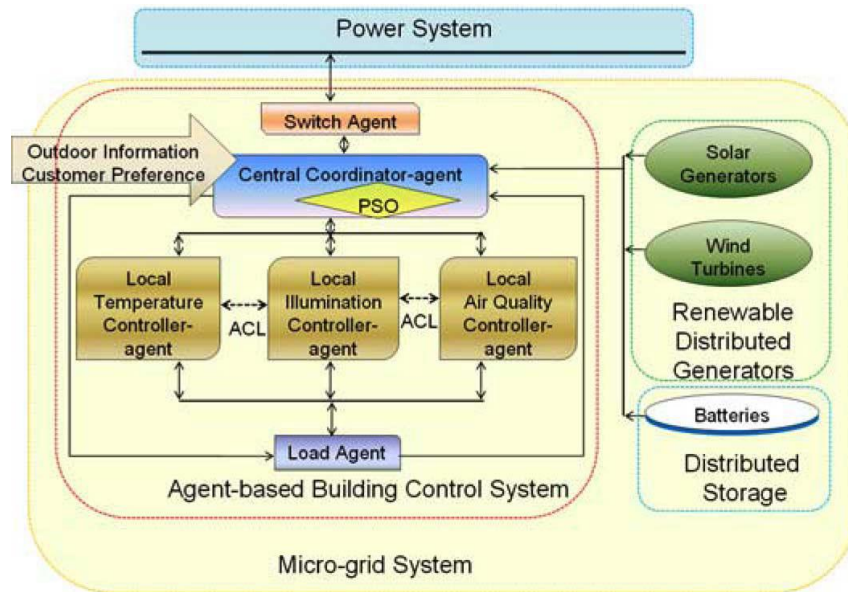 Power System
Switch Agent
Outdoor Information
Customer Preference
Central Coordinator-agent
PSO
Local
Temperature
Controller-
agent
ACL
Local
Illumination
Controller-
agent
ACL
Local
Air Quality
Controller-
agent
Load Agent
Agent-based Building Control System
Solar
Generators
Wind
Turbines
Renewable
Distributed
Generators
Batteries
Distributed
Storage
Micro-grid System